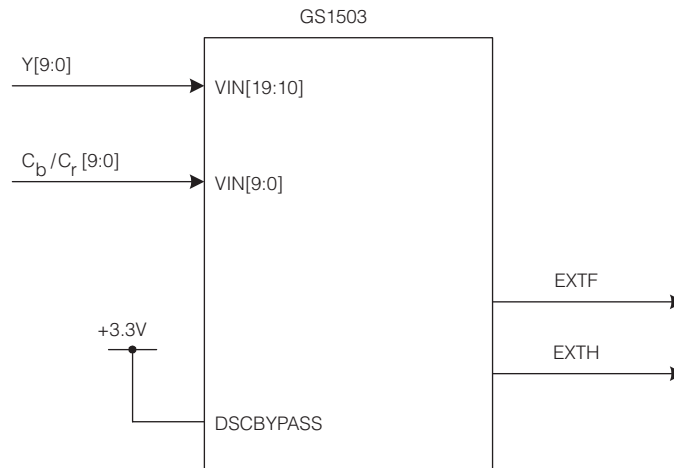 GS1503
Y[9:0]
VIN[19:10]
Cb/Cr[9:0]
VIN[9:0]
EXTF
+3.3V
EXTH
DSCBYPASS